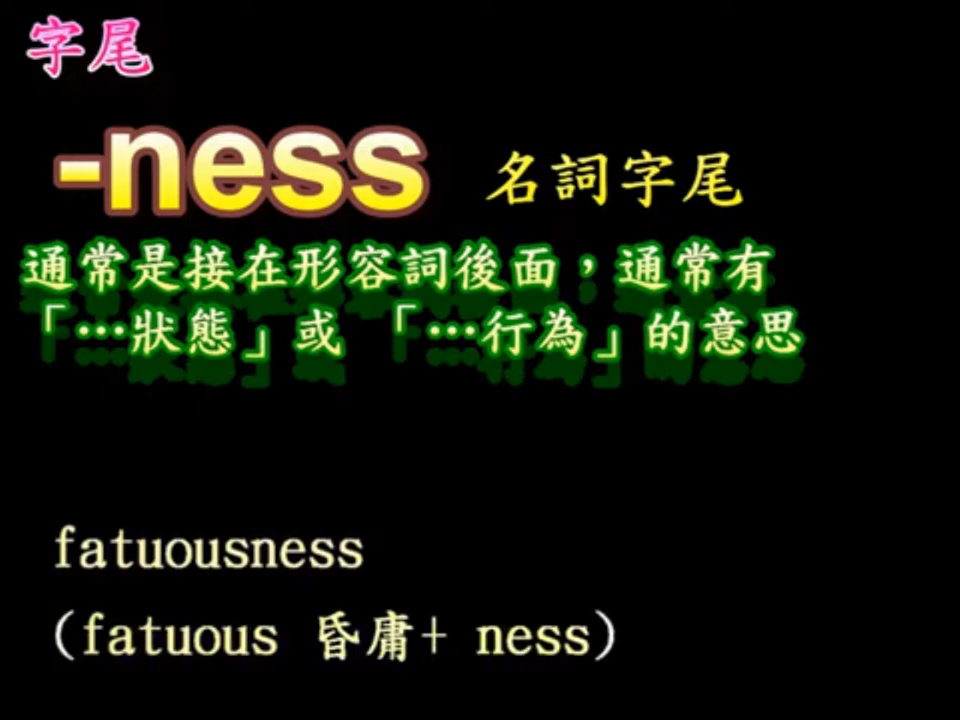 字尾
-ness 名詞字尾
通常是接在形容詞後面，通常有
「…狀態」或 「…行為」的意思
fatuousness
(fatuous 昏庸+ ness)